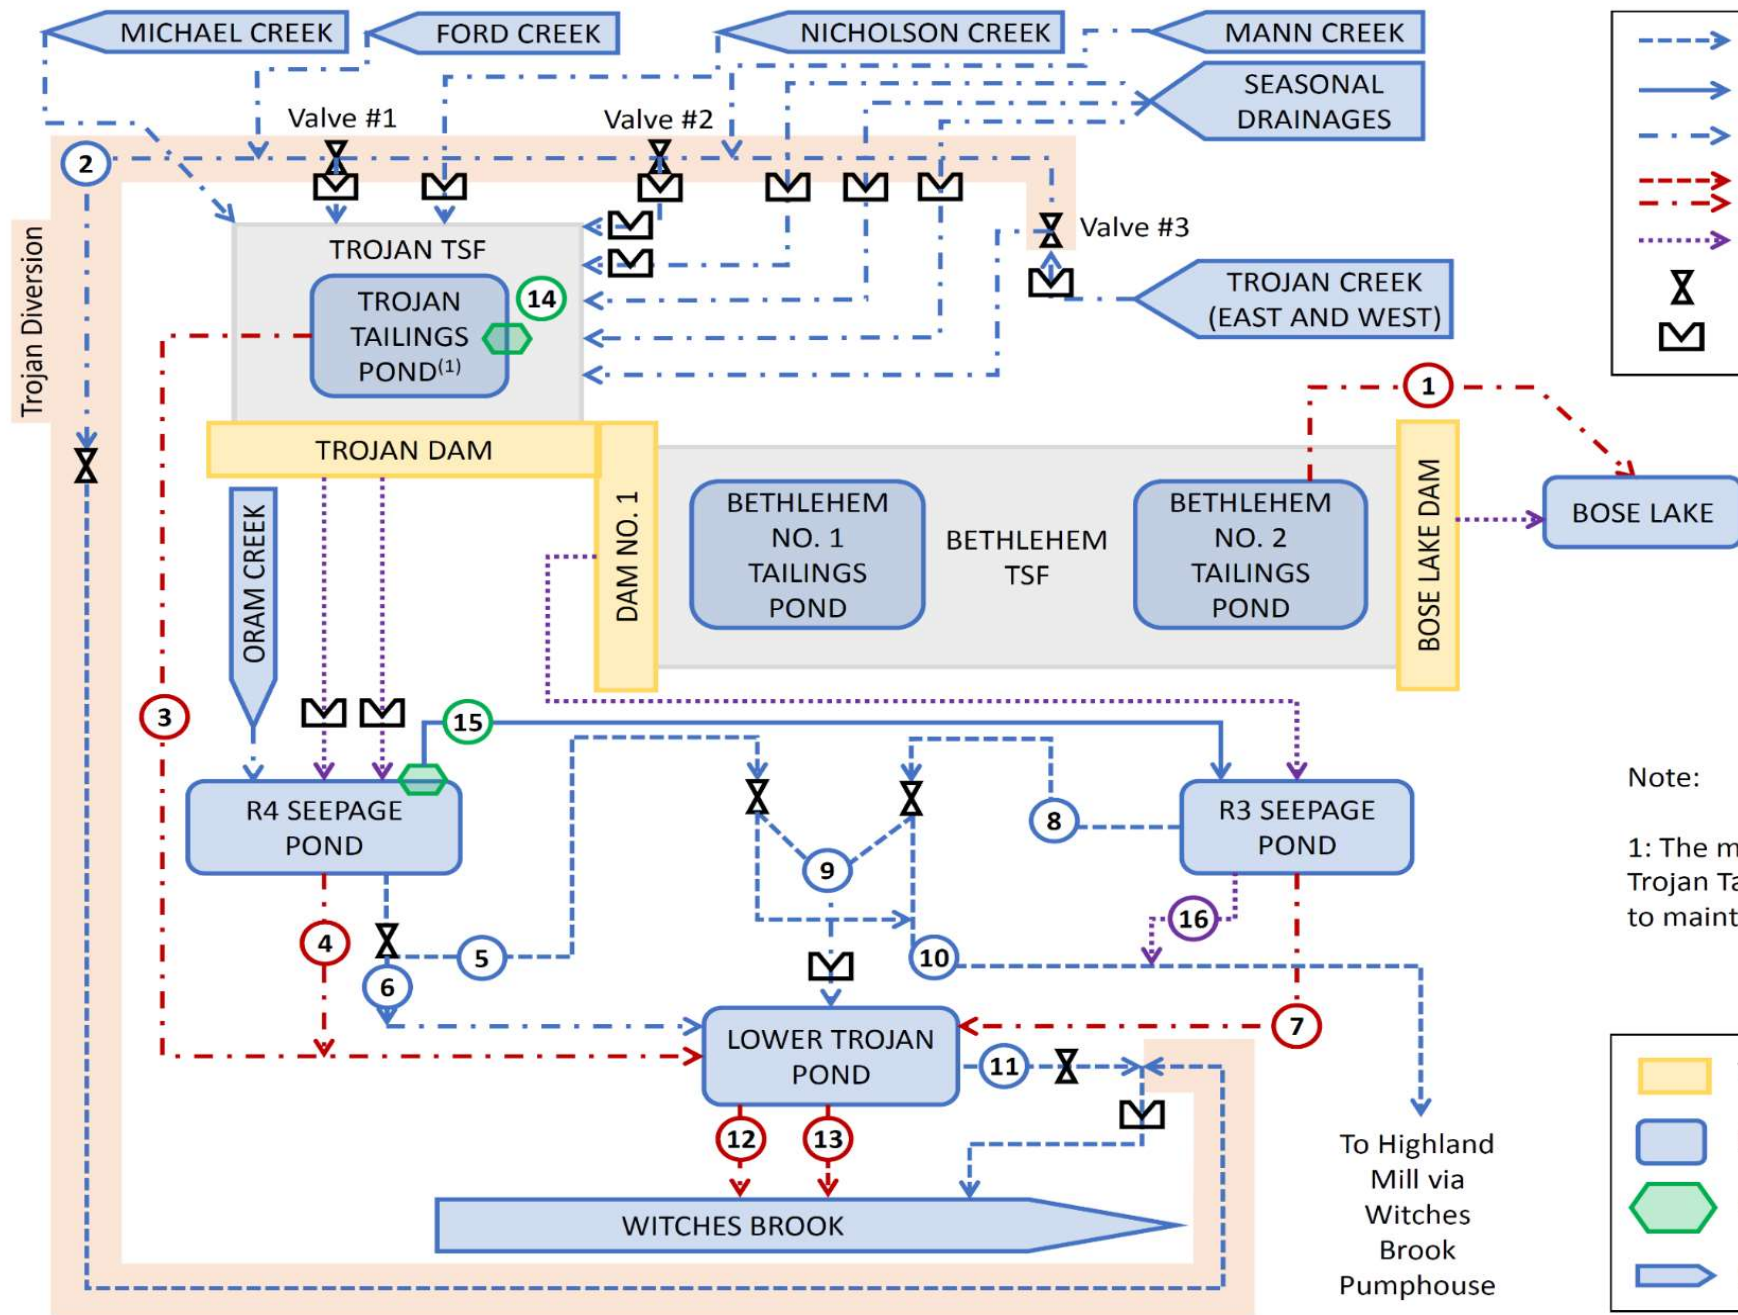 MICHAEL CREEK
FORD CREEK
NICHOLSON CREEK
MANN CREEK
SEASONAL
DRAINAGES
Valve #1
Valve #2
2
Valve #3
Trojan Diversion
TROJAN TSF
TROJAN
TAILINGS
POND(1)
14
TROJAN CREEK
(EAST AND WEST)
1
TROJAN DAM
DAM NO. 1
BETHLEHEM
NO. 1
TAILINGS
POND
BETHLEHEM
TSF
BETHLEHEM
NO. 2
TAILINGS
POND
BOSE LAKE DAM
BOSE LAKE
ORAM CREEK
3
15
R4 SEEPAGE
POND
8
R3 SEEPAGE
POND
9
4
5
6
10
16
7
LOWER TROJAN
POND
11
12
13
WITCHES BROOK
To Highland
Mill via
Witches
Brook
Pumphouse
Note:
1: The m
Trojan Ta
to maint